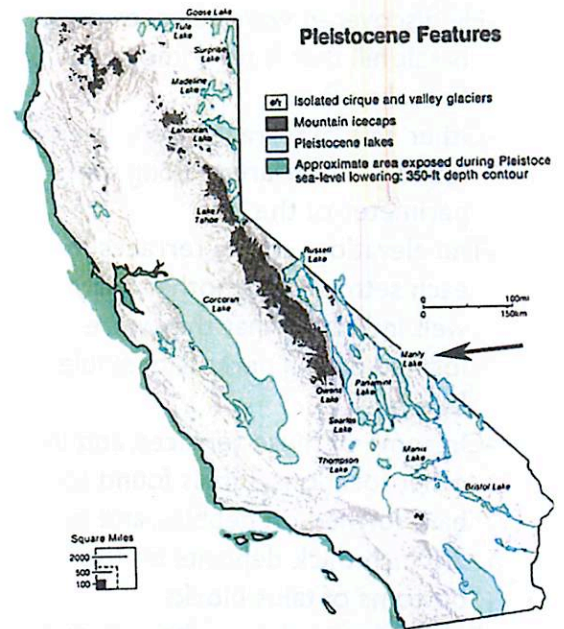 Pleistocene Features
Isolated cirque and valley glaciers
Mountain icecaps
Pleistocene lakes
Approximate area exposed during Pleistoce
sea-level lowering: 350-ft depth contour
Goose Lake
Tule
Lake
Surprise
Lake
Madeline
Lake
Lahontan
Lake
Lake
Tahoe
Russell
Lake
0 100mi
0 150km
Corcoran
Lake
Manly
Lake
Owens
Lake
Panamint
Lake
Searles
Lake
Thompson
Lake
Manix
Lake
Bristol Lake
Square Miles
2000
500
100